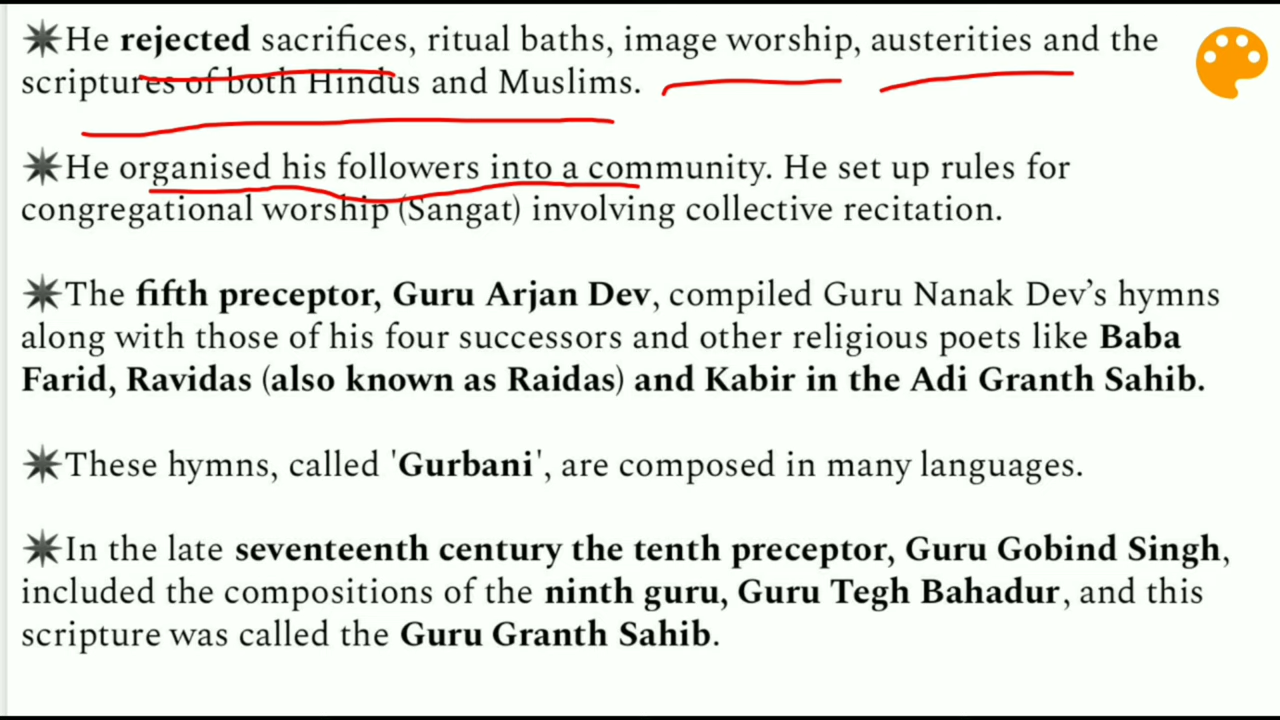 ✷He rejected sacrifices, ritual baths, image worship, austerities and the
scriptures of both Hindus and Muslims.
✷He organised his followers into a community. He set up rules for
congregational worship (Sangat) involving collective recitation.
✷The fifth preceptor, Guru Arjan Dev, compiled Guru Nanak Dev’s hymns
along with those of his four successors and other religious poets like Baba
Farid, Ravidas (also known as Raidas) and Kabir in the Adi Granth Sahib.
✷These hymns, called 'Gurbani', are composed in many languages.
✷In the late seventeenth century the tenth preceptor, Guru Gobind Singh,
included the compositions of the ninth guru, Guru Tegh Bahadur, and this
scripture was called the Guru Granth Sahib.